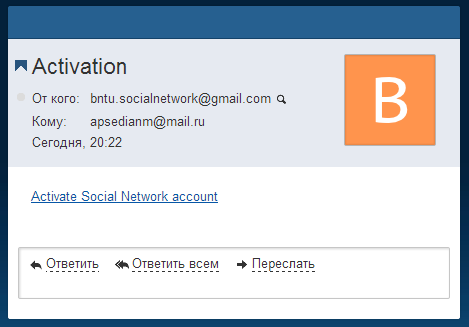 Activation
B
От кого: bntu.socialnetwork@gmail.com
Кому: apsedianm@mail.ru
Сегодня, 20:22
Activate Social Network account
Ответить Ответить всем Переслать